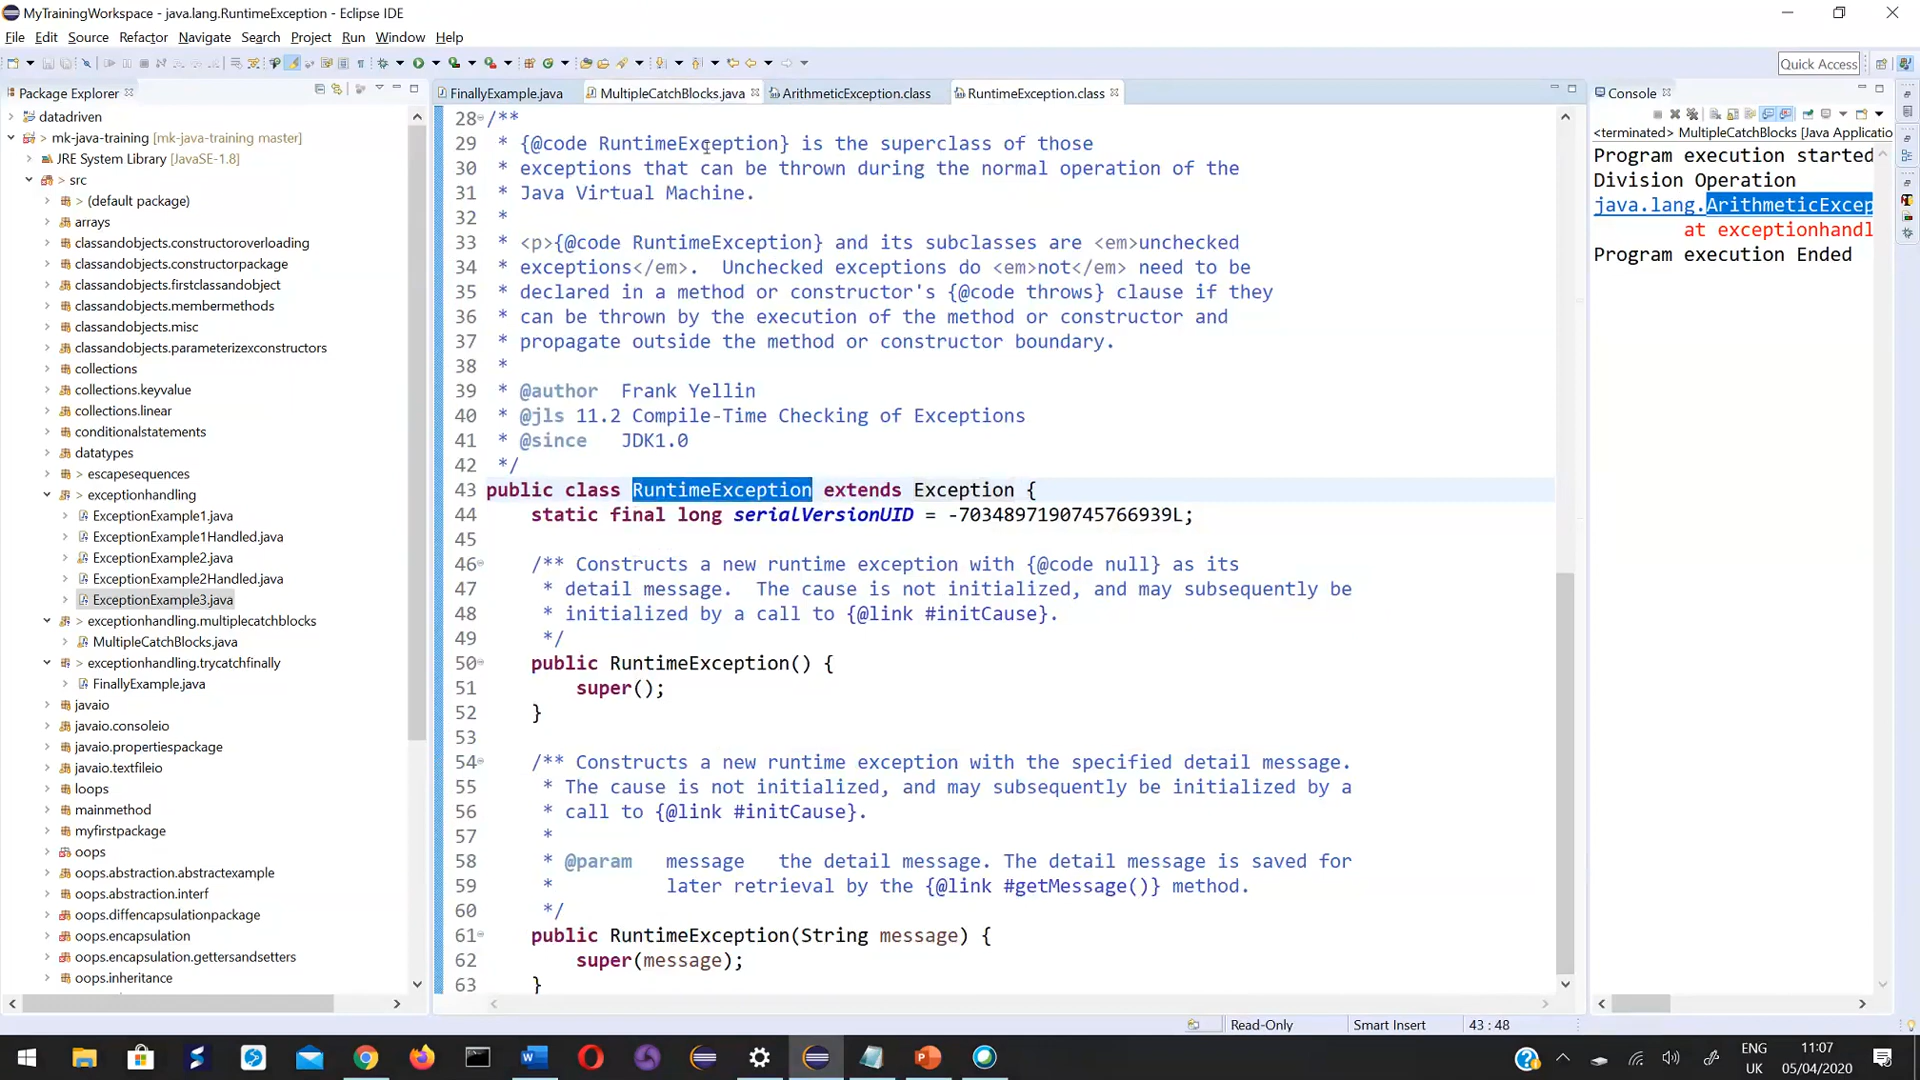 MyTrainingWorkspace - java.lang.RuntimeException - Eclipse IDE
File Edit Source Refactor Navigate Search Project Run Window Help
Quick Access
Package Explorer
datadriven
> mk-java-training [mk-java-training master]
JRE System Library [JavaSE-1.8]
> src
> (default package)
arrays
classandobjects.constructoroverloading
classandobjects.constructorpackage
classandobjects.firstclassandobject
classandobjects.membermethods
classandobjects.misc
classandobjects.parameterizexconstructors
collections
collections.keyvalue
collections.linear
conditionalstatements
datatypes
> escapesequences
> exceptionhandling
ExceptionExample1.java
ExceptionExample1Handled.java
ExceptionExample2.java
ExceptionExample2Handled.java
ExceptionExample3.java
> exceptionhandling.multiplecatchblocks
MultipleCatchBlocks.java
> exceptionhandling.trycatchfinally
FinallyExample.java
javaio
javaio.consoleio
javaio.propertiespackage
javaio.textfileio
loops
mainmethod
myfirstpackage
oops
oops.abstraction.abstractexample
oops.abstraction.interf
oops.diffencapsulationpackage
oops.encapsulation
oops.encapsulation.gettersandsetters
oops.inheritance
FinallyExample.java MultipleCatchBlocks.java ArithmeticException.class RuntimeException.class
28 /**
29 * {@code RuntimeException} is the superclass of those
30 * exceptions that can be thrown during the normal operation of the
31 * Java Virtual Machine.
32 *
33 * <p>{@code RuntimeException} and its subclasses are <em>unchecked
34 * exceptions</em>.  Unchecked exceptions do <em>not</em> need to be
35 * declared in a method or constructor's {@code throws} clause if they
36 * can be thrown by the execution of the method or constructor and
37 * propagate outside the method or constructor boundary.
38 *
39 * @author  Frank Yellin
40 * @jls 11.2 Compile-Time Checking of Exceptions
41 * @since   JDK1.0
42 */
43 public class RuntimeException extends Exception {
44 static final long serialVersionUID = -7034897190745766939L;
45
46 /** Constructs a new runtime exception with {@code null} as its
47 * detail message.  The cause is not initialized, and may subsequently be
48 * initialized by a call to {@link #initCause}.
49 */
50 public RuntimeException() {
51 super();
52 }
53
54 /** Constructs a new runtime exception with the specified detail message.
55 * The cause is not initialized, and may subsequently be initialized by a
56 * call to {@link #initCause}.
57 *
58 * @param   message   the detail message. The detail message is saved for
59 *          later retrieval by the {@link #getMessage()} method.
60 */
61 public RuntimeException(String message) {
62 super(message);
63 }
Console
<terminated> MultipleCatchBlocks [Java Applicatio
Program execution started
Division Operation
java.lang.ArithmeticExcep
at exceptionhandl
Program execution Ended
Read-Only Smart Insert 43 : 48
ENG
UK
11:07
05/04/2020